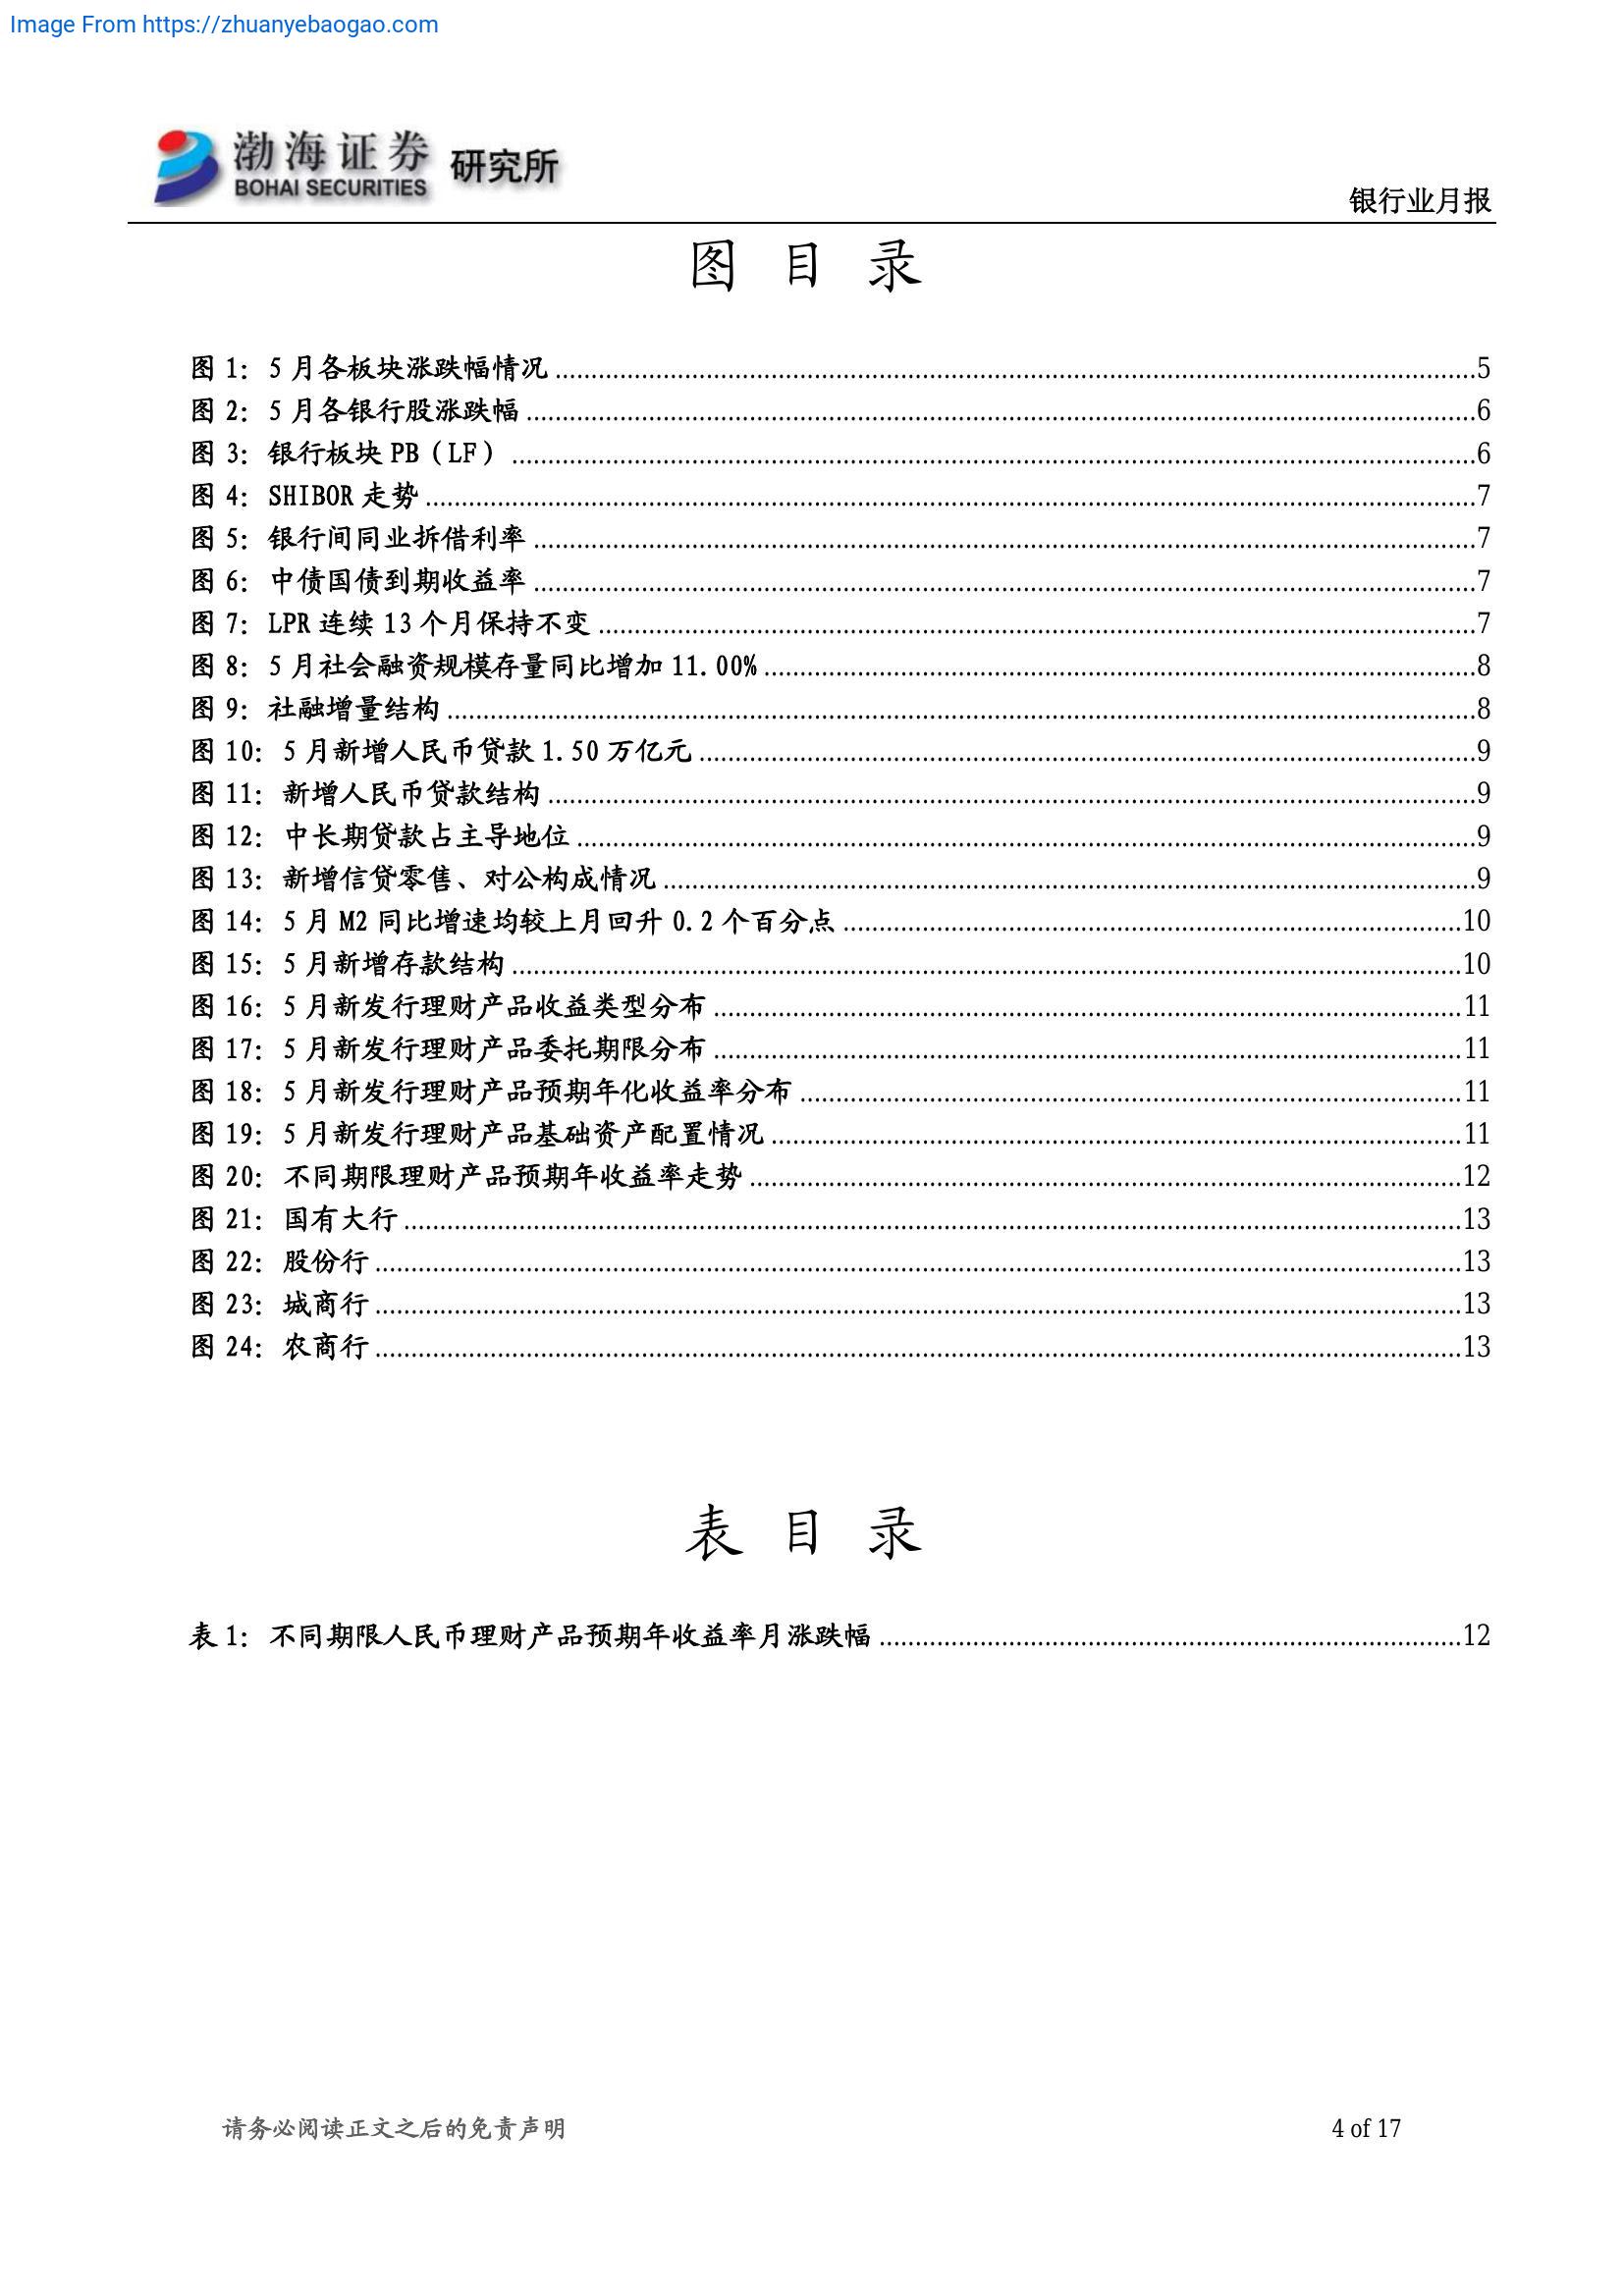 Image From https://zhuanyebaogao.com
渤海证券 研究所
BOHAI SECURITIES
银行业月报
图 目 录
图 1：5 月各板块涨跌幅情况 5
图 2：5 月各银行股涨跌幅 6
图 3：银行板块 PB（LF） 6
图 4：SHIBOR 走势 7
图 5：银行间同业拆借利率 7
图 6：中债国债到期收益率 7
图 7：LPR 连续 13 个月保持不变 7
图 8：5 月社会融资规模存量同比增加 11.00% 8
图 9：社融增量结构 8
图 10：5 月新增人民币贷款 1.50 万亿元 9
图 11：新增人民币贷款结构 9
图 12：中长期贷款占主导地位 9
图 13：新增信贷零售、对公构成情况 9
图 14：5 月 M2 同比增速均较上月回升 0.2 个百分点 10
图 15：5 月新增存款结构 10
图 16：5 月新发行理财产品收益类型分布 11
图 17：5 月新发行理财产品委托期限分布 11
图 18：5 月新发行理财产品预期年化收益率分布 11
图 19：5 月新发行理财产品基础资产配置情况 11
图 20：不同期限理财产品预期年收益率走势 12
图 21：国有大行 13
图 22：股份行 13
图 23：城商行 13
图 24：农商行 13
表 目 录
表 1：不同期限人民币理财产品预期年收益率月涨跌幅 12
请务必阅读正文之后的免责声明 4 of 17